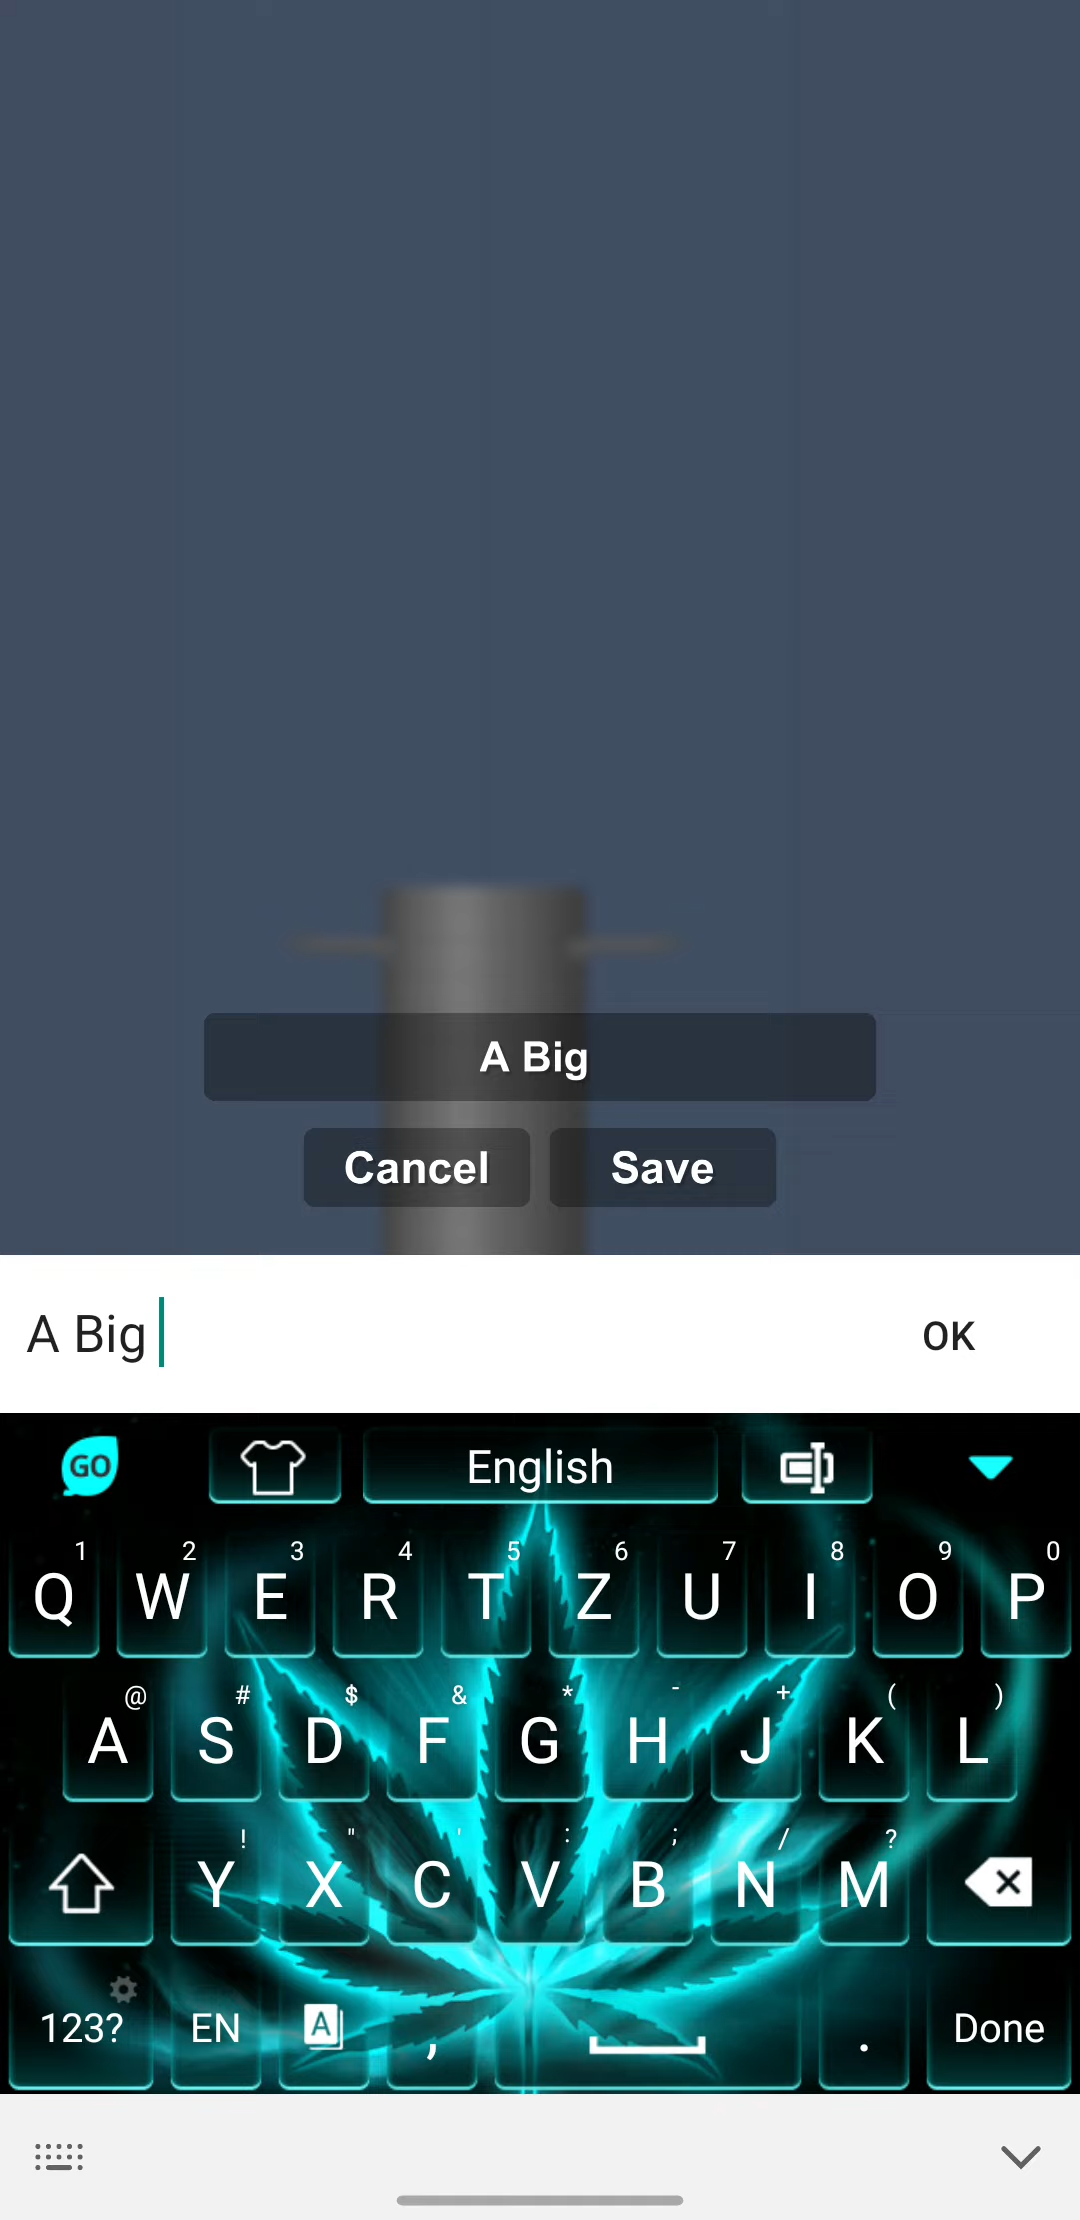 A Big
Cancel Save
A Big OK
GO English
1 2 3 4 5 6 7 8 9 0
Q W E R T Z U I O P
@ # $ & * - + ( )
A S D F G H J K L
! " ' : ; / ?
Y X C V B N M
123? EN A , . Done